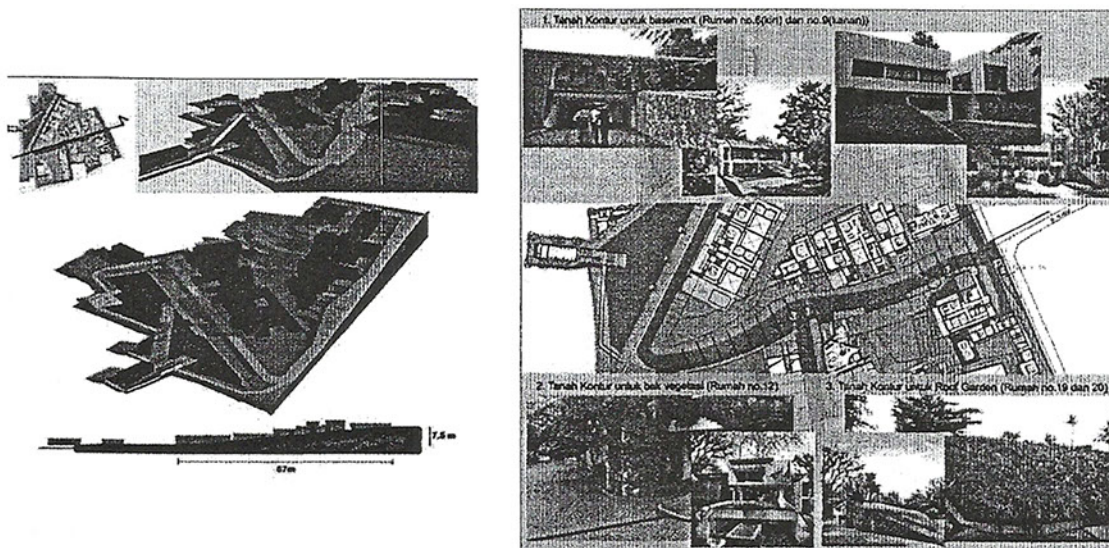 7,5 m
67m
1. Tanah Kontur untuk basement (Rumah no.6(kiri) dan no.9(kanan))
2. Tanah Kontur untuk bak vegetasi (Rumah no.12)
3. Tanah Kontur untuk Roof Garden (Rumah no.19 dan 20)